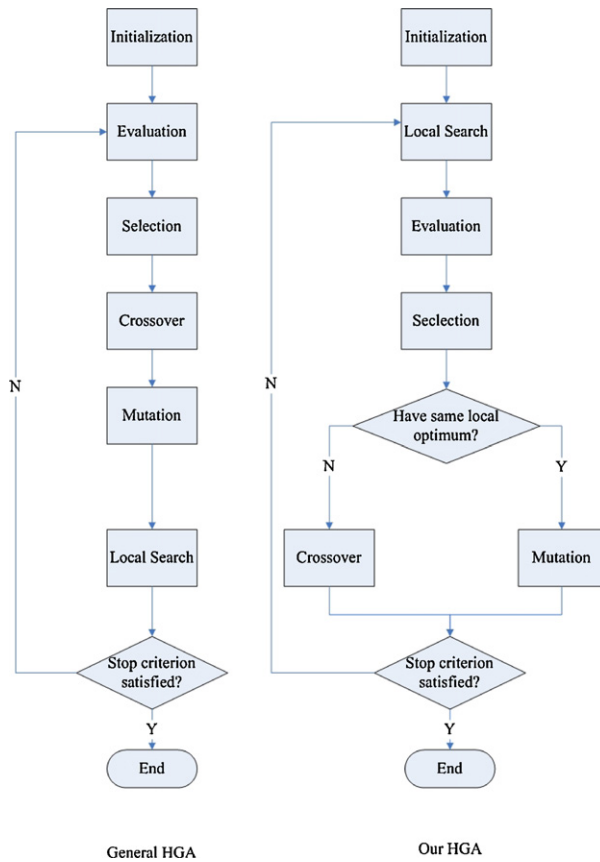 Initialization
Evaluation
Selection
Crossover
Mutation
Local Search
Stop criterion
satisfied?
N
Y
End
General HGA
Initialization
Local Search
Evaluation
Seclection
Have same local
optimum?
N
Y
Crossover
Mutation
Stop criterion
satisfied?
N
Y
End
Our HGA